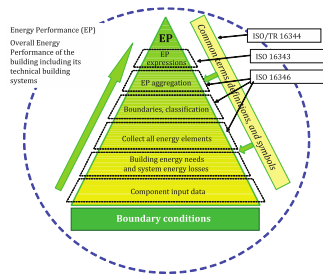 Energy Performance (EP)
Overall Energy
Performance of the
building including its
technical building
systems
EP
EP
expressions
EP aggregation
Boundaries, classification
Collect all energy elements
Building energy needs
and system energy losses
Component input data
Boundary conditions
Common terms, definitions, and symbols
ISO/TR 16344
ISO 16343
ISO 16346